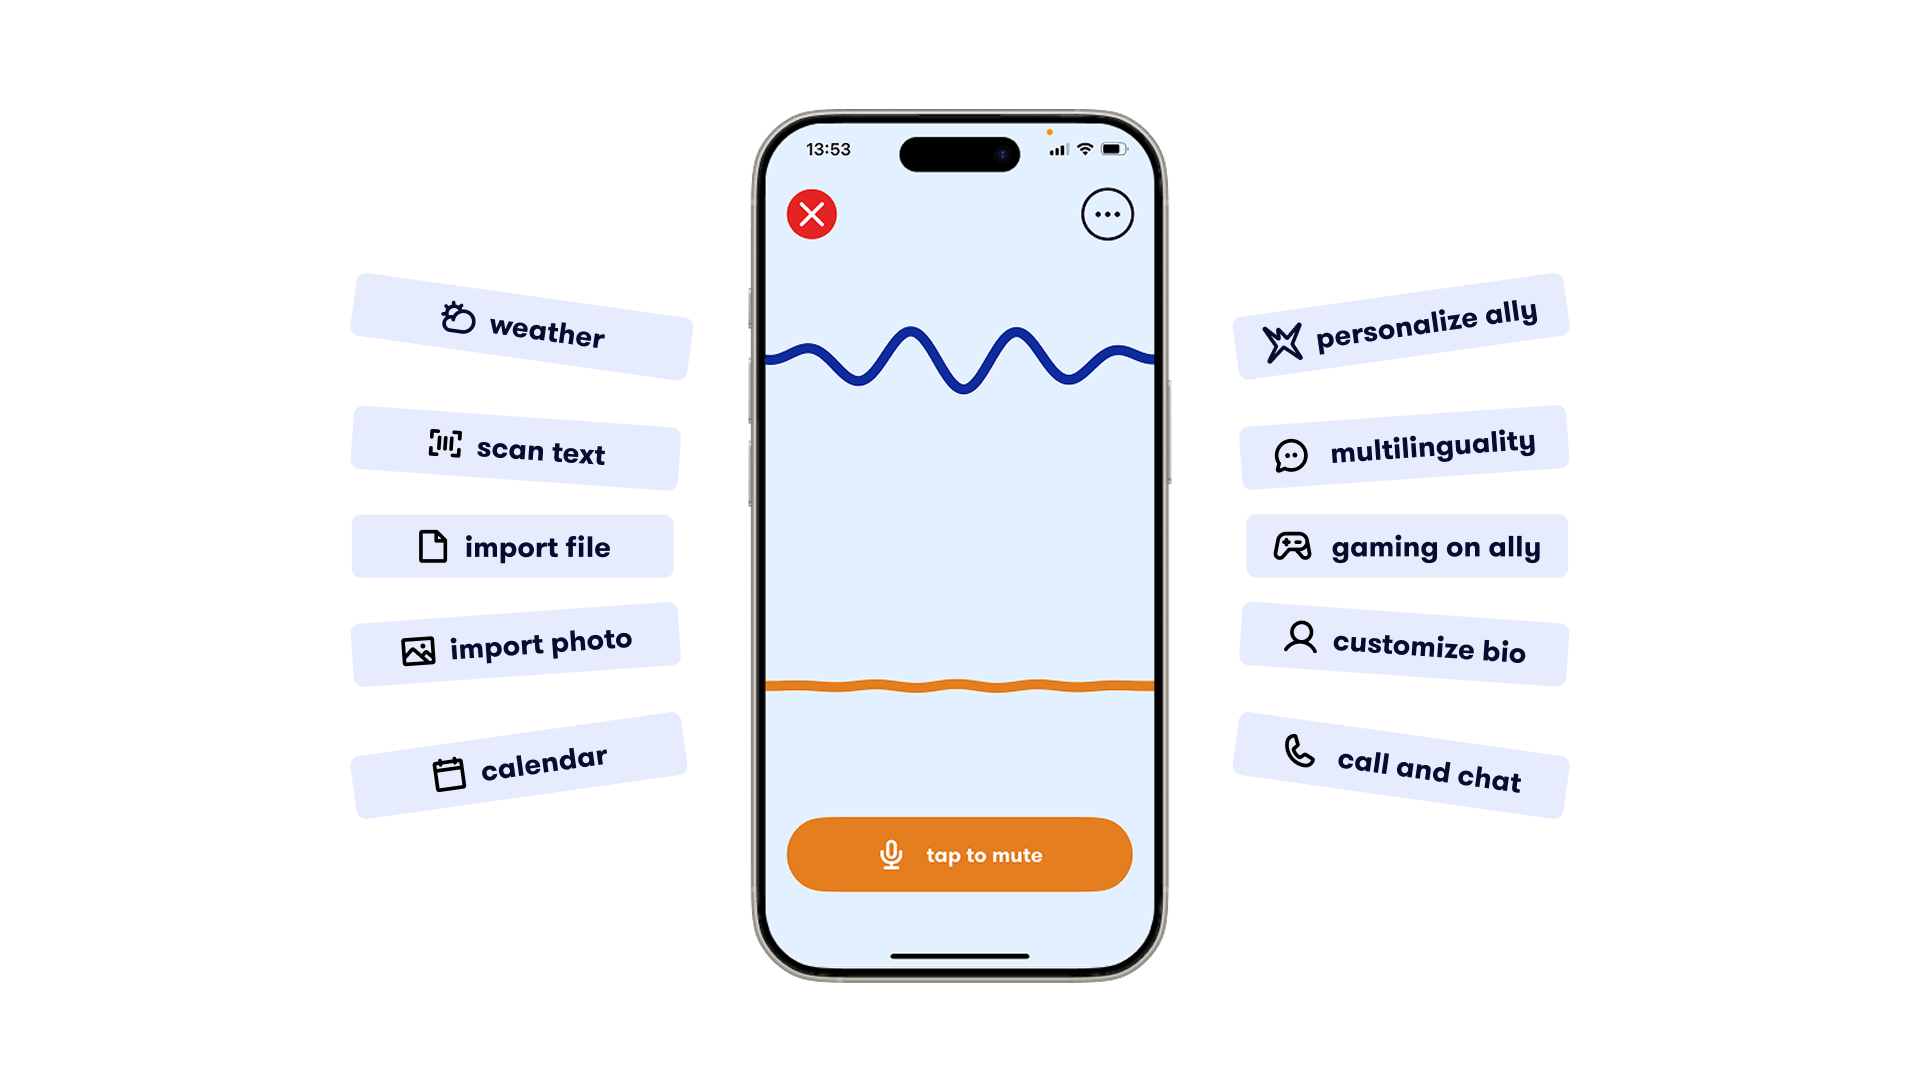 13:53
weather
scan text
import file
import photo
calendar
personalize ally
multilinguality
gaming on ally
customize bio
call and chat
tap to mute